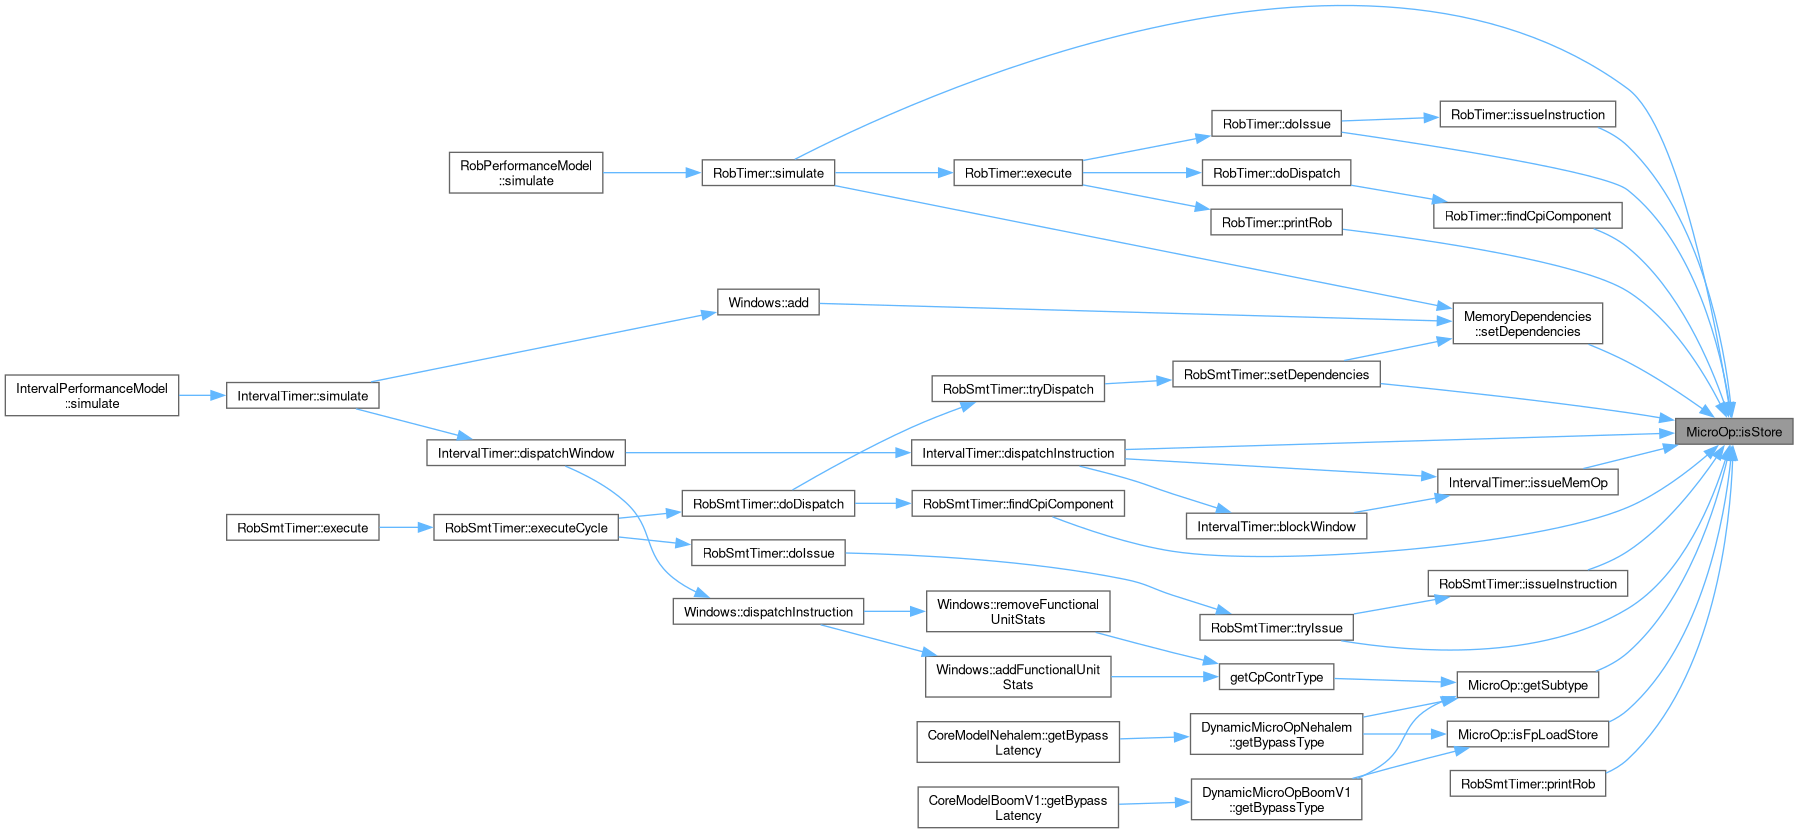 RobTimer::issueInstruction
RobTimer::doIssue
RobPerformanceModel
::simulate
RobTimer::simulate
RobTimer::execute
RobTimer::doDispatch
RobTimer::findCpiComponent
RobTimer::printRob
Windows::add
MemoryDependencies
::setDependencies
IntervalPerformanceModel
::simulate
IntervalTimer::simulate
RobSmtTimer::tryDispatch
RobSmtTimer::setDependencies
MicroOp::isStore
IntervalTimer::dispatchWindow
IntervalTimer::dispatchInstruction
IntervalTimer::issueMemOp
RobSmtTimer::doDispatch
RobSmtTimer::findCpiComponent
IntervalTimer::blockWindow
RobSmtTimer::execute
RobSmtTimer::executeCycle
RobSmtTimer::doIssue
RobSmtTimer::issueInstruction
Windows::dispatchInstruction
Windows::removeFunctional
UnitStats
RobSmtTimer::tryIssue
Windows::addFunctionalUnit
Stats
getCpContrType
MicroOp::getSubtype
CoreModelNehalem::getBypass
Latency
DynamicMicroOpNehalem
::getBypassType
MicroOp::isFpLoadStore
RobSmtTimer::printRob
CoreModelBoomV1::getBypass
Latency
DynamicMicroOpBoomV1
::getBypassType